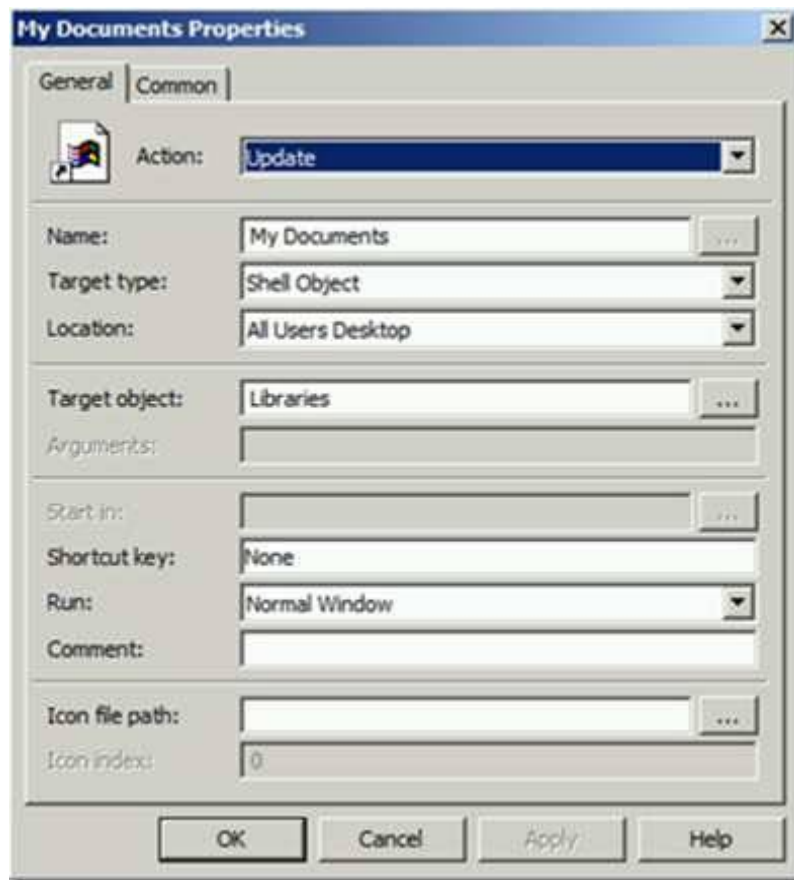 My Documents Properties
General Common
Action: Update
Name: My Documents ...
Target type: Shell Object
Location: All Users Desktop
Target object: Libraries ...
Arguments:
Start in: ...
Shortcut key: None
Run: Normal Window
Comment:
Icon file path: ...
Icon index: 0
OK Cancel Apply Help